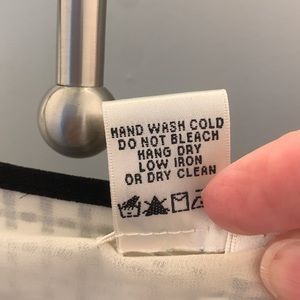 HAND WASH COLD
DO NOT BLEACH
HANG DRY
LOW IRON
OR DRY CLEAN